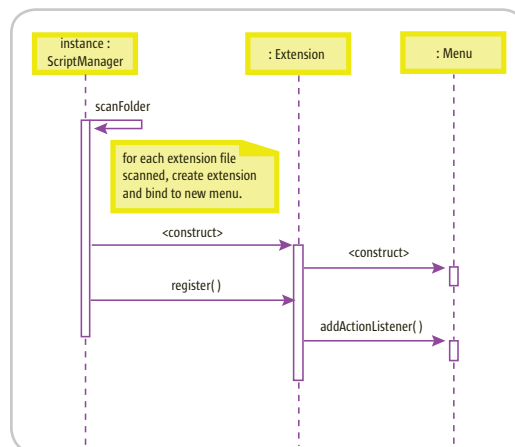 instance :
ScriptManager
: Extension
: Menu
scanFolder
for each extension file
scanned, create extension
and bind to new menu.
<construct>
<construct>
register( )
addActionListener( )